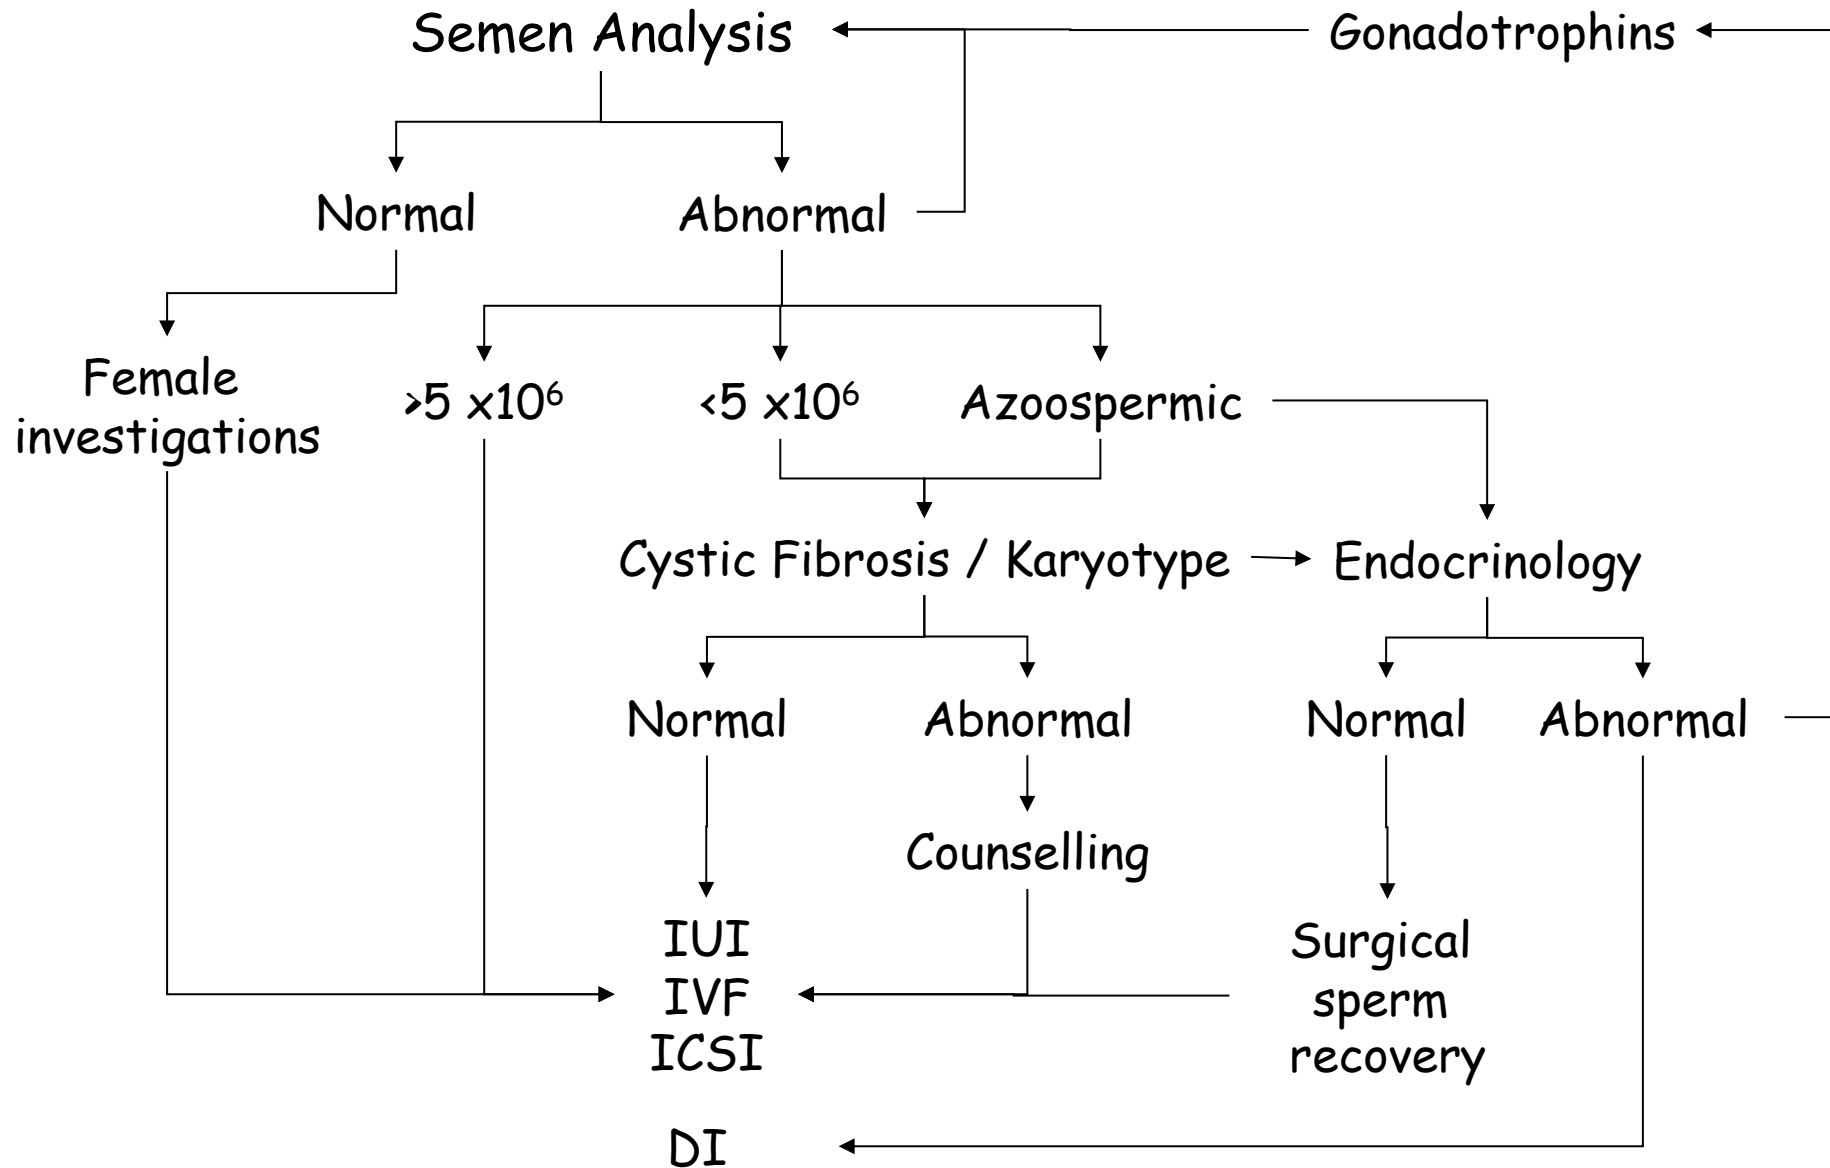 Semen Analysis
Gonadotrophins
Normal
Abnormal
Female
investigations
>5 x10⁶
<5 x10⁶
Azoospermic
Cystic Fibrosis / Karyotype
Endocrinology
Normal
Abnormal
Normal
Abnormal
Counselling
IUI
IVF
ICSI
Surgical
sperm
recovery
DI